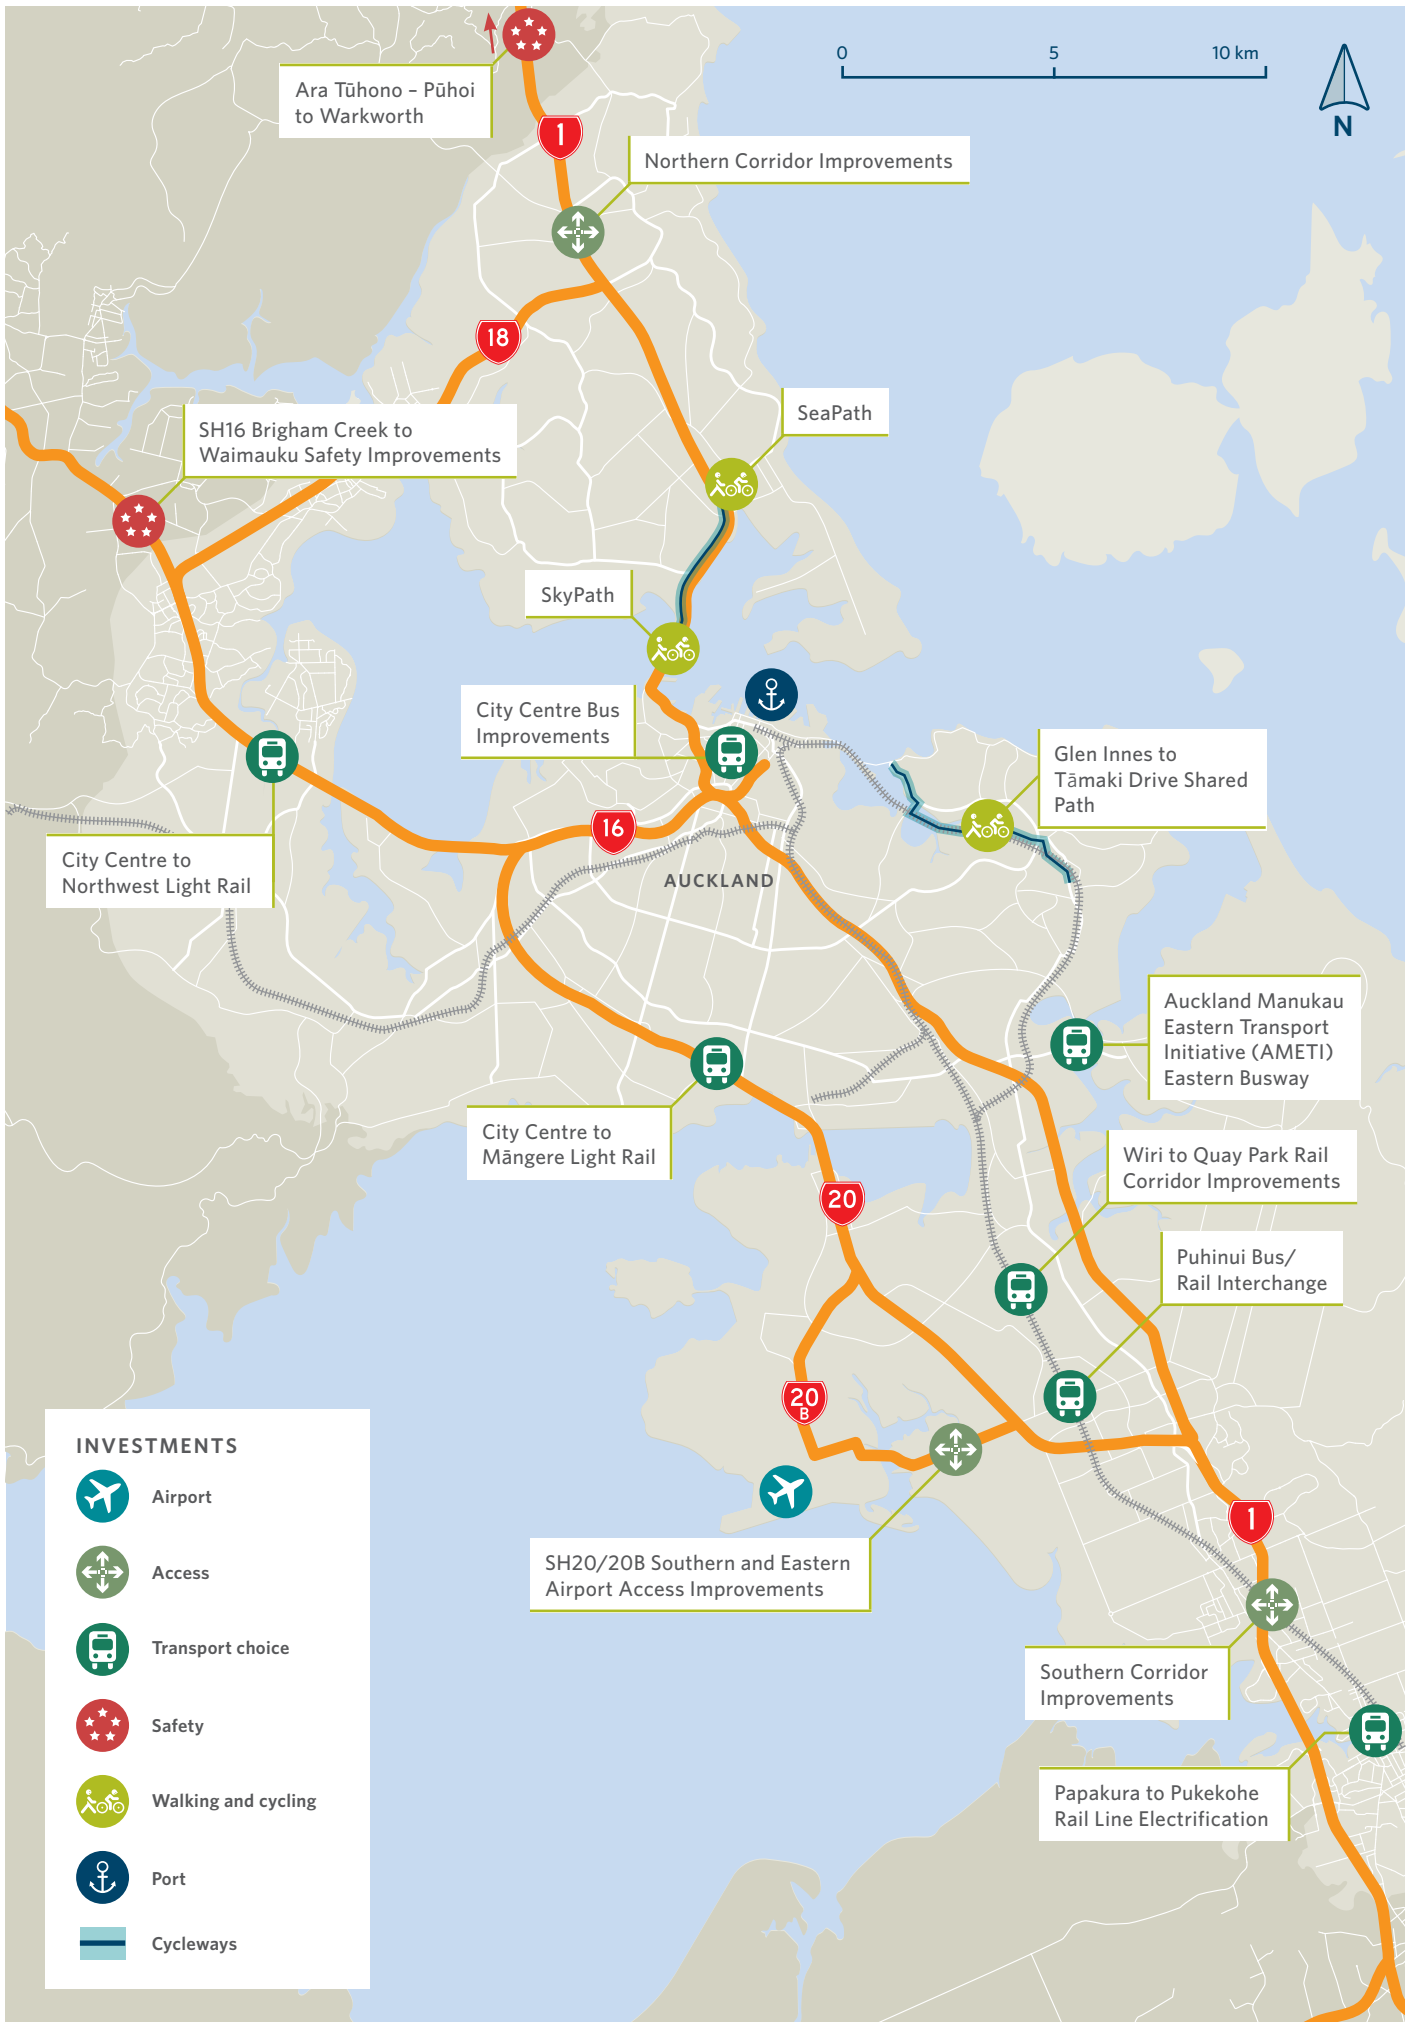 0 5 10 km
N
Ara Tūhono – Pūhoi
to Warkworth
1
Northern Corridor Improvements
18
SeaPath
SH16 Brigham Creek to
Waimauku Safety Improvements
SkyPath
City Centre Bus
Improvements
Glen Innes to
Tāmaki Drive Shared
Path
16
City Centre to
Northwest Light Rail
AUCKLAND
Auckland Manukau
Eastern Transport
Initiative (AMETI)
Eastern Busway
City Centre to
Māngere Light Rail
Wiri to Quay Park Rail
Corridor Improvements
20
Puhinui Bus/
Rail Interchange
20
B
SH20/20B Southern and Eastern
Airport Access Improvements
1
Southern Corridor
Improvements
Papakura to Pukekohe
Rail Line Electrification
INVESTMENTS
Airport
Access
Transport choice
Safety
Walking and cycling
Port
Cycleways